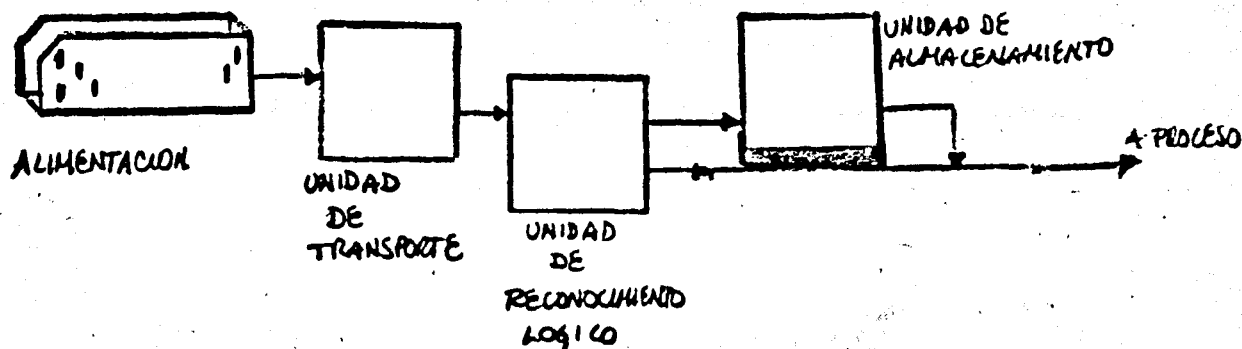 ALIMENTACION
UNIDAD
DE
TRANSPORTE
UNIDAD
DE
RECONOCIMIENTO
LOGICO
UNIDAD DE
ALMACENAMIENTO
A PROCESO